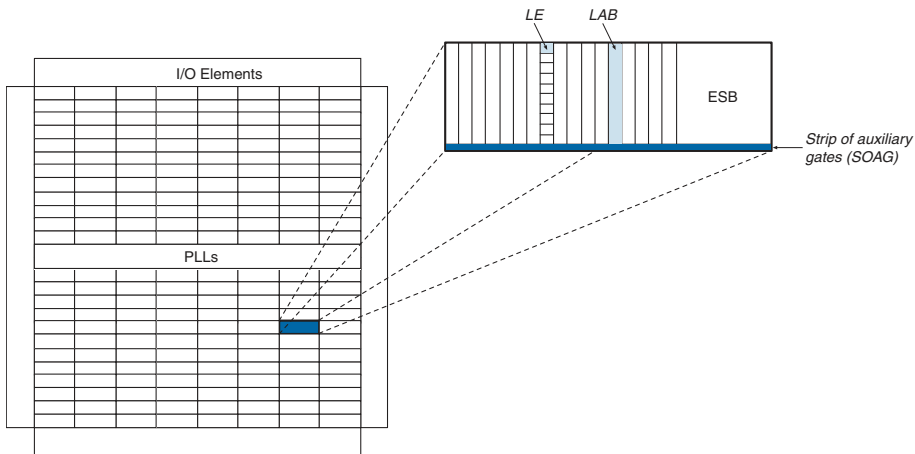 LE
LAB
I/O Elements
ESB
Strip of auxiliary
gates (SOAG)
PLLs